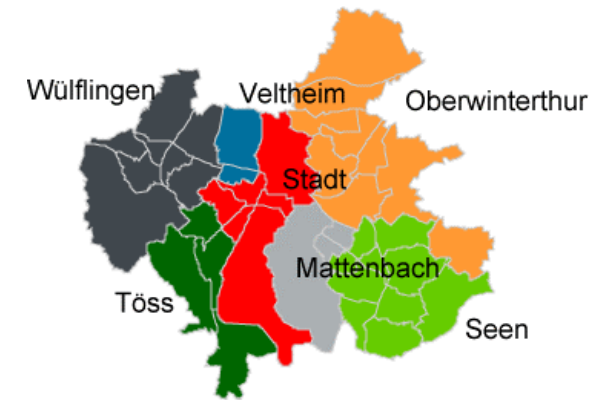 Wülflingen
Veltheim
Oberwinterthur
Stadt
Mattenbach
Töss
Seen